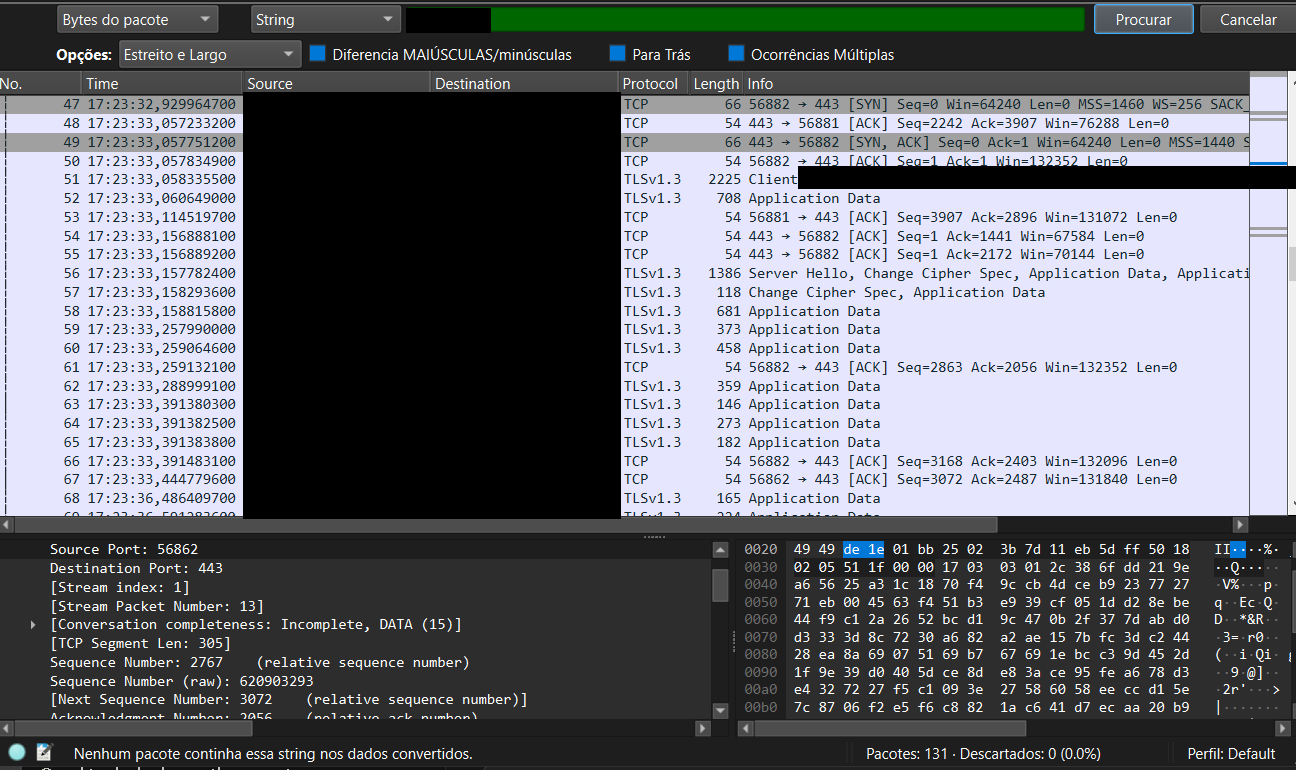 Bytes do pacote String Procurar Cancelar
Opções: Estreito e Largo Diferencia MAIÚSCULAS/minúsculas Para Trás Ocorrências Múltiplas
No. Time Source Destination Protocol Length Info
47 17:23:32,929964700 TCP 66 56882 → 443 [SYN] Seq=0 Win=64240 Len=0 MSS=1460 WS=256 SACK_
48 17:23:33,057233200 TCP 54 443 → 56881 [ACK] Seq=2242 Ack=3907 Win=76288 Len=0
49 17:23:33,057751200 TCP 66 443 → 56882 [SYN, ACK] Seq=0 Ack=1 Win=64240 Len=0 MSS=1440 S
50 17:23:33,057834900 TCP 54 56882 → 443 [ACK] Seq=1 Ack=1 Win=132352 Len=0
51 17:23:33,058335500 TLSv1.3 2225 Client
52 17:23:33,060649000 TLSv1.3 708 Application Data
53 17:23:33,114519700 TCP 54 56881 → 443 [ACK] Seq=3907 Ack=2896 Win=131072 Len=0
54 17:23:33,156888100 TCP 54 443 → 56882 [ACK] Seq=1 Ack=1441 Win=67584 Len=0
55 17:23:33,156889200 TCP 54 443 → 56882 [ACK] Seq=1 Ack=2172 Win=70144 Len=0
56 17:23:33,157782400 TLSv1.3 1386 Server Hello, Change Cipher Spec, Application Data, Applicati
57 17:23:33,158293600 TLSv1.3 118 Change Cipher Spec, Application Data
58 17:23:33,158815800 TLSv1.3 681 Application Data
59 17:23:33,257990000 TLSv1.3 373 Application Data
60 17:23:33,259064600 TLSv1.3 458 Application Data
61 17:23:33,259132100 TCP 54 56882 → 443 [ACK] Seq=2863 Ack=2056 Win=132352 Len=0
62 17:23:33,288999100 TLSv1.3 359 Application Data
63 17:23:33,391380300 TLSv1.3 146 Application Data
64 17:23:33,391382500 TLSv1.3 273 Application Data
65 17:23:33,391383800 TLSv1.3 182 Application Data
66 17:23:33,391483100 TCP 54 56882 → 443 [ACK] Seq=3168 Ack=2403 Win=132096 Len=0
67 17:23:33,444779600 TCP 54 56862 → 443 [ACK] Seq=3072 Ack=2487 Win=131840 Len=0
68 17:23:36,486409700 TLSv1.3 165 Application Data
Source Port: 56862
Destination Port: 443
[Stream index: 1]
[Stream Packet Number: 13]
[Conversation completeness: Incomplete, DATA (15)]
[TCP Segment Len: 305]
Sequence Number: 2767 (relative sequence number)
Sequence Number (raw): 620903293
[Next Sequence Number: 3072 (relative sequence number)]
Acknowledgment Number: 2056 (relative ack number)
0020 49 49 de 1e 01 bb 25 02 3b 7d 11 eb 5d ff 50 18 II····%·
0030 02 05 51 1f 00 00 17 03 03 01 2c 38 6f dd 21 9e ··Q·····
0040 a6 56 25 a3 1c 18 70 f4 9c cb 4d ce b9 23 77 27 ·V%···p·
0050 71 eb 00 45 63 f4 51 b3 e9 39 cf 05 1d d2 8e be q··Ec·Q·
0060 44 f9 c1 2a 26 52 bc d1 9c 47 0b 2f 37 7d ab d0 D··*&R··
0070 d3 33 3d 8c 72 30 a6 82 a2 ae 15 7b fc 3d c2 44 ·3=·r0··
0080 28 ea 8a 69 07 51 69 b7 67 69 1e bc c3 9d 45 2d (··i·Qi· g
0090 1f 9e 39 d0 40 5d ce 8d e8 3a ce 95 fe a6 78 d3 ··9·@]··
00a0 e4 32 72 27 f5 c1 09 3e 27 58 60 58 ee cc d1 5e ·2r'···>
00b0 7c 87 06 f2 e5 f6 c8 82 1a c6 41 d7 ec aa 20 b9 |·······
Nenhum pacote continha essa string nos dados convertidos. Pacotes: 131 · Descartados: 0 (0.0%) Perfil: Default